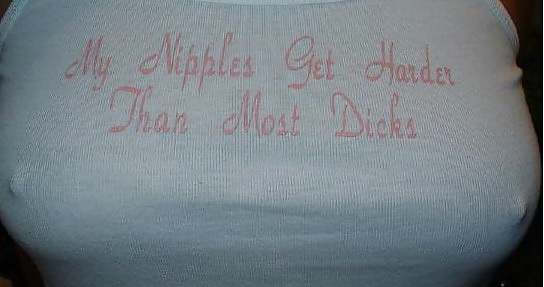 My Nipples Get Harder
Than Most Dicks